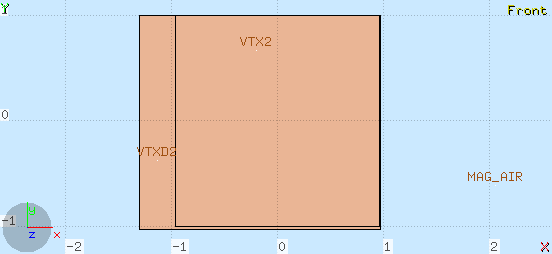 Y Front
VTX2
0
VTXD2
MAG_AIR
-1
y
z x
-2 -1 0 1 2 X